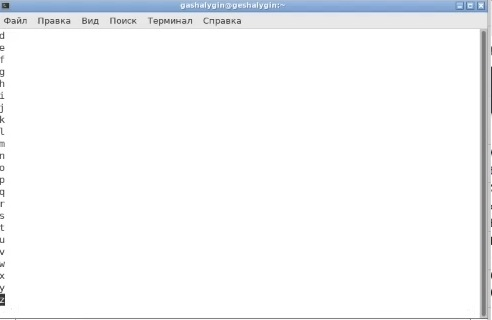 gashalygin@geshalygin:~
Файл Правка Вид Поиск Терминал Справка
d
e
f
g
h
i
j
k
l
m
n
o
p
q
r
s
t
u
v
w
x
y
z